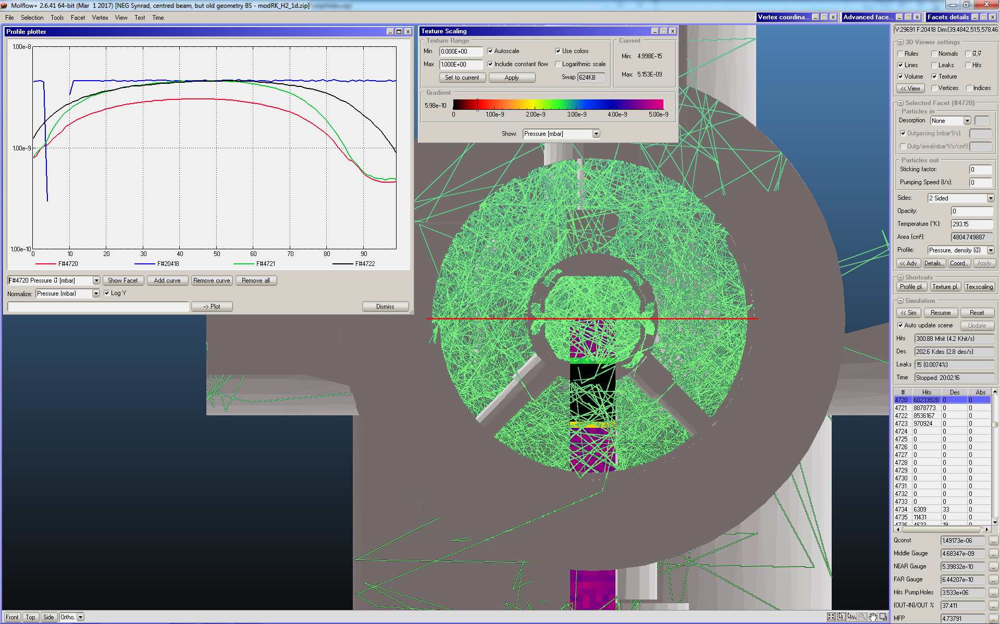 Molflow+ 2.6.41 64-bit (Mar  1 2017) [NEG Synrad, centred beam, but old geometry BS - modRK_H2_1d.zip]
File Selection Tools Facet Vertex View Test Time
Vertex coordina... Advanced face... Facets details
Profile plotter
1.00e-8
1.00e-9
1.00e-10
0 10 20 30 40 50 60 70 80 90
F#4720 F#20418 F#4721 F#4722
F#4720 Pressure u⃗ [mbar] Show Facet Add curve Remove curve Remove all
Normalize: Pressure (mbar) Log Y
-> Plot Dismiss
Texture Scaling
Texture Range Current
Min 0.000E+00 Autoscale Use colors Min: 4.998E-15
Max 1.000E+00 Include constant flow Logarithmic scale Max: 5.153E-09
Set to current Apply Swap 624KB
Gradient
5.98e-10
0 1.00e-9 2.00e-9 3.00e-9 4.00e-9 5.00e-9
Show: Pressure [mbar]
V:29691 F:20418 Dim:(39.4842,515,578.46
3D Viewer settings
Rules Normals u⃗,v⃗
Lines Leaks Hits
Volume Texture
<< View Vertices Indices
Selected Facet (#4720)
Particles in
Desorption None
Outgassing (mbar*l/s):
Outg/area(mbar*l/s/cm²):
Particles out
Sticking factor: 0
Pumping Speed (l/s): 0
Sides: 2 Sided
Opacity: 0
Temperature (°K): 293.15
Area (cm²): 4804.749887
Profile: Pressure, density (u⃗)
<< Adv Details... Coord... Apply
Shortcuts
Profile pl. Texture pl. Tex.scaling
Simulation
<< Sim Resume Reset
Auto update scene Update
Hits 300.88 Mhit (4.2 Khit/s)
Des. 202.6 Kdes (2.8 des/s)
Leaks 15 (0.0074%)
Time Stopped: 20:02:16
# Hits Des Abs
4720 60233928 0 0
4721 8878773 0 0
4722 8536167 0 0
4723 970924 0 0
4724 0 0 0
4725 0 0 0
4726 0 0 0
4727 0 0 0
4728 0 0 0
4729 0 0 0
4730 0 0 0
4731 0 0 0
4732 0 0 0
4733 0 0 0
4734 6309 33 0
4735 11431 0 0
4736 4633 19 0
Qconst 1.49173e-06 ...
Middle Gauge 4.68347e-09 ...
NEAR Gauge 5.39832e-10 ...
FAR Gauge 6.44207e-10 ...
Hits Pump.Holes 3.533e+06 ...
(OUT-IN)/OUT % 37.411 ...
MFP 4.73791 ...
Front Top Side Ortho.